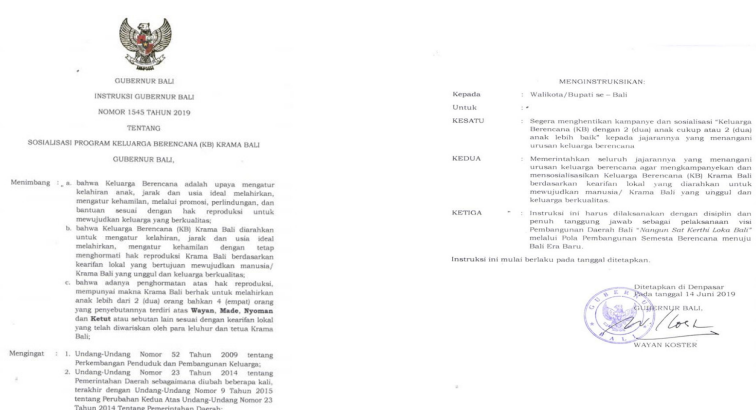 GUBERNUR BALI
INSTRUKSI GUBERNUR BALI
NOMOR 1545 TAHUN 2019
TENTANG
SOSIALISASI PROGRAM KELUARGA BERENCANA (KB) KRAMA BALI
GUBERNUR BALI,
Menimbang : a. bahwa Keluarga Berencana adalah upaya mengatur
kelahiran anak, jarak dan usia ideal melahirkan,
mengatur kehamilan, melalui promosi, perlindungan, dan
bantuan sesuai dengan hak reproduksi untuk
mewujudkan keluarga yang berkualitas;
b. bahwa Keluarga Berencana (KB) Krama Bali diarahkan
untuk mengatur kelahiran, jarak dan usia ideal
melahirkan, mengatur kehamilan dengan tetap
menghormati hak reproduksi Krama Bali berdasarkan
kearifan lokal yang bertujuan mewujudkan manusia/
Krama Bali yang unggul dan keluarga berkualitas;
c. bahwa adanya penghormatan atas hak reproduksi,
mempunyai makna Krama Bali berhak untuk melahirkan
anak lebih dari 2 (dua) orang bahkan 4 (empat) orang
yang penyebutannya terdiri atas Wayan, Made, Nyoman
dan Ketut atau sebutan lain sesuai dengan kearifan lokal
yang telah diwariskan oleh para leluhur dan tetua Krama
Bali;
Mengingat : 1. Undang-Undang Nomor 52 Tahun 2009 tentang
Perkembangan Penduduk dan Pembangunan Keluarga;
2. Undang-Undang Nomor 23 Tahun 2014 tentang
Pemerintahan Daerah sebagaimana diubah beberapa kali,
terakhir dengan Undang-Undang Nomor 9 Tahun 2015
tentang Perubahan Kedua Atas Undang-Undang Nomor 23
Tahun 2014 Tentang Pemerintahan Daerah;
MENGINSTRUKSIKAN:
Kepada : Walikota/Bupati se – Bali
Untuk :
KESATU : Segera menghentikan kampanye dan sosialisasi "Keluarga
Berencana (KB) dengan 2 (dua) anak cukup atau 2 (dua)
anak lebih baik" kepada jajarannya yang menangani
urusan keluarga berencana
KEDUA : Memerintahkan seluruh jajarannya yang menangani
urusan keluarga berencana agar mengkampanyekan dan
mensosialisasikan Keluarga Berencana (KB) Krama Bali
berdasarkan kearifan lokal yang diarahkan untuk
mewujudkan manusia/ Krama Bali yang unggul dan
keluarga berkualitas.
KETIGA : Instruksi ini harus dilaksanakan dengan disiplin dan
penuh tanggung jawab sebagai pelaksanaan visi
Pembangunan Daerah Bali "Nangun Sat Kerthi Loka Bali"
melalui Pola Pembangunan Semesta Berencana menuju
Bali Era Baru.
Instruksi ini mulai berlaku pada tanggal ditetapkan.
Ditetapkan di Denpasar
Pada tanggal 14 Juni 2019
GUBERNUR BALI,
WAYAN KOSTER